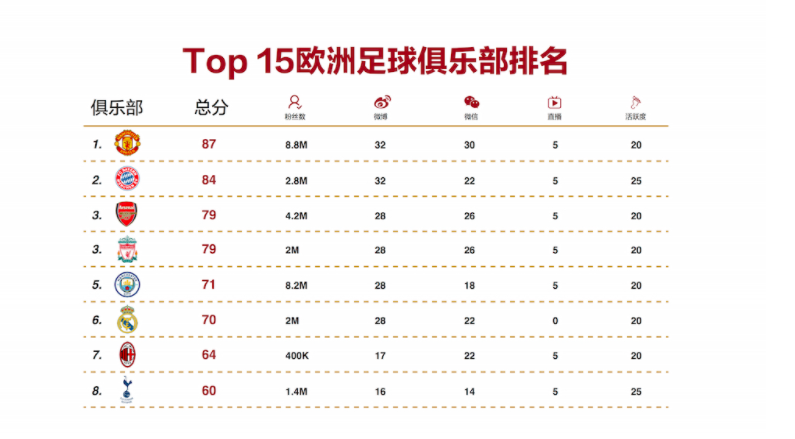 Top 15欧洲足球俱乐部排名
俱乐部 总分 粉丝数 微博 微信 直播 活跃度
1. 87 8.8M 32 30 5 20
2. 84 2.8M 32 22 5 25
3. 79 4.2M 28 26 5 20
3. 79 2M 28 26 5 20
5. 71 8.2M 28 18 5 20
6. 70 2M 28 22 0 20
7. 64 400K 17 22 5 20
8. 60 1.4M 16 14 5 25